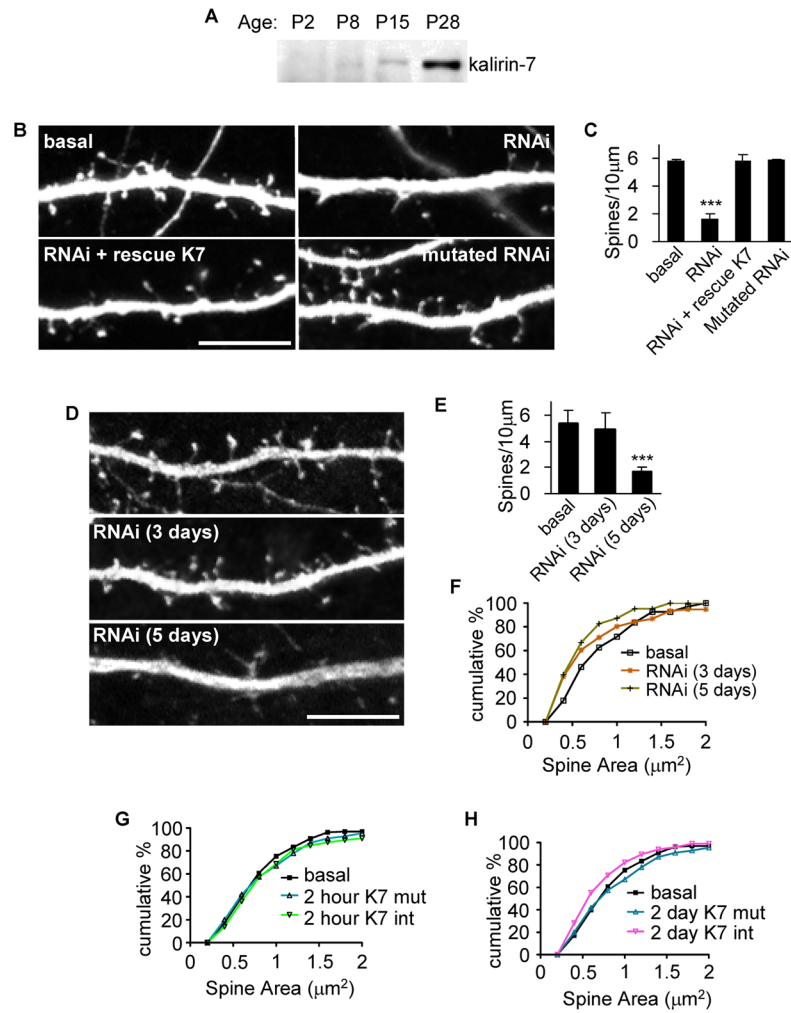 A
Age: P2 P8 P15 P28
kalirin-7
B
basal
RNAi
RNAi + rescue K7
mutated RNAi
C
Spines/10μm
6
4
2
0
basal
RNAi
RNAi + rescue K7
Mutated RNAi
***
D
RNAi (3 days)
RNAi (5 days)
E
Spines/10μm
6
4
2
0
***
basal
RNAi (3 days)
RNAi (5 days)
F
cumulative %
100
80
60
40
20
0
basal
RNAi (3 days)
RNAi (5 days)
0 0.5 1 1.5 2
Spine Area (μm²)
G
cumulative %
100
80
60
40
20
0
basal
2 hour K7 mut
2 hour K7 int
0 0.5 1 1.5 2
Spine Area (μm²)
H
cumulative %
100
80
60
40
20
0
basal
2 day K7 mut
2 day K7 int
0 0.5 1 1.5 2
Spine Area (μm²)